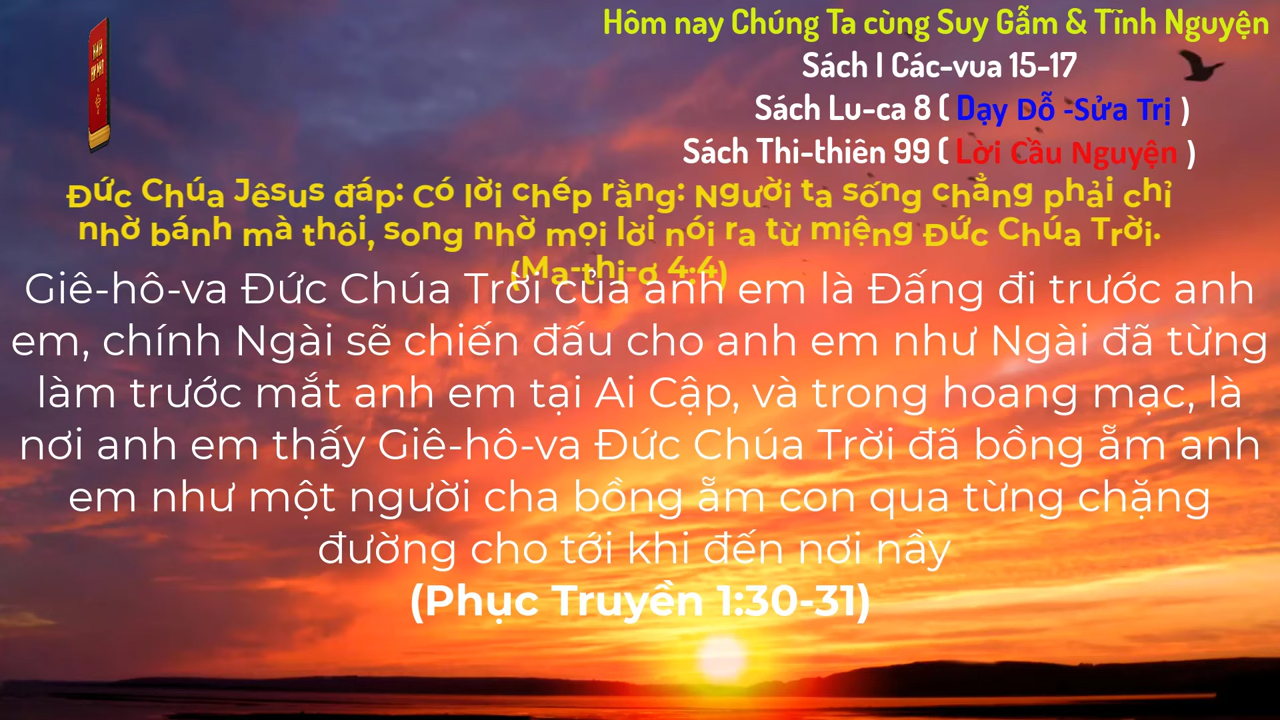 Hôm nay Chúng Ta cùng Suy Gẫm & Tĩnh Nguyện
Sách I Các-vua 15-17
Sách Lu-ca 8 ( Dạy Đỗ -Sửa Trị )
Sách Thi-thiên 99 ( Lời Cầu Nguyện )
Đức Chúa Jêsus đáp: Có lời chép rằng: Người ta sống chẳng phải chỉ
nhờ bánh mà thôi, song nhờ mọi lời nói ra từ miệng Đức Chúa Trời.
(Ma-thi-ơ 4:4)
Giê-hô-va Đức Chúa Trời của anh em là Đấng đi trước anh
em, chính Ngài sẽ chiến đấu cho anh em như Ngài đã từng
làm trước mắt anh em tại Ai Cập, và trong hoang mạc, là
nơi anh em thấy Giê-hô-va Đức Chúa Trời đã bồng ẵm anh
em như một người cha bồng ẵm con qua từng chặng
đường cho tới khi đến nơi nầy
(Phục Truyền 1:30-31)